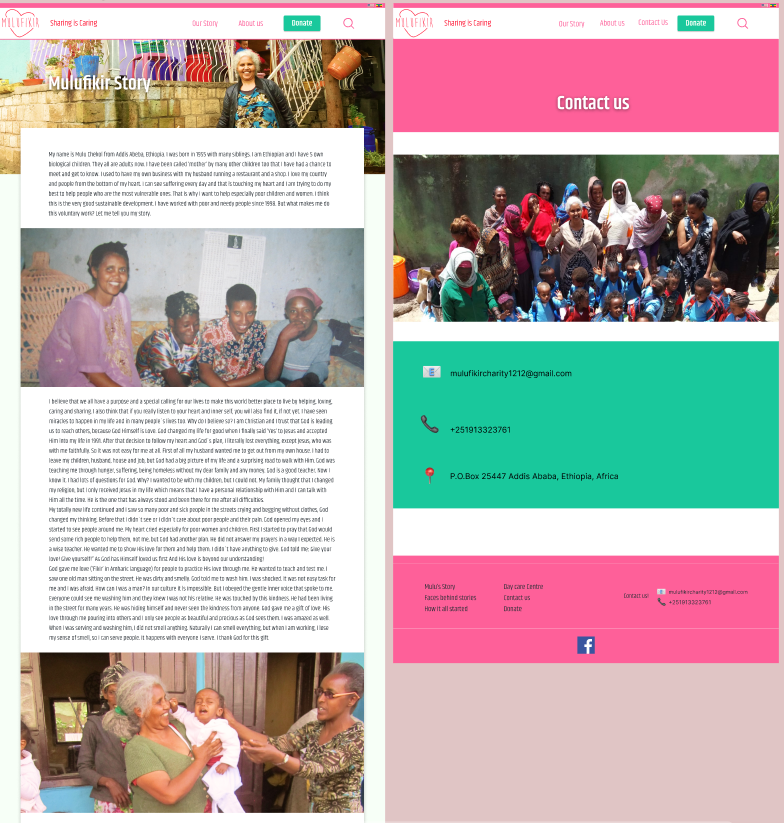 MULUFIKIR
Sharing is Caring
Our Story
About us
Donate
Mulufikir Story
My name is Mulu Chekol from Addis Abeba, Ethiopia. I was born in 1955 with many siblings. I am Ethiopian and I have 5 own
biological children. They all are adults now. I have been called 'mother' by many other children too that I have had a chance to
meet and get to know. I used to have my own business with my husband running a restaurant and a shop. I love my country
and people from the bottom of my heart. I can see suffering every day and that is touching my heart and I am trying to do my
best to help people who are the most vulnerable ones. That is why I want to help especially poor children and women. I think
this is the very good sustainable development. I have worked with poor and needy people since 1998. But what makes me do
this voluntary work? Let me tell you my story.
I believe that we all have a purpose and a special calling for our lives to make this world better place to live by helping, loving,
caring and sharing. I also think that if you really listen to your heart and inner self, you will also find it, if not yet. I have seen
miracles to happen in my life and in many people´s lives too. Why do I believe so? I am Christian and I trust that God is leading
us to reach others, because God Himself is Love. God changed my life for good when I finally said 'Yes' to Jesus and accepted
Him into my life in 1991. After that decision to follow my heart and God´s plan, I literally lost everything, except Jesus, who was
with me faithfully. So it was not easy for me at all. First of all my husband wanted me to get out from my own house. I had to
leave my children, husband, house and job, but God had a big picture of my life and a surprising road to walk with Him. God was
teaching me through hunger, suffering, being homeless without my dear family and any money. God is a good teacher. Now I
know it. I had lots of questions for God. Why? I wanted to be with my children, but I could not. My family thought that I changed
my religion, but I only received Jesus in my life which means that I have a personal relationship with Him and I can talk with
Him all the time. He is the one that has always stood and been there for me after all difficulties.
My totally new life continued and I saw so many poor and sick people in the streets crying and begging without clothes, God
changed my thinking. Before that I didn´t see or I didn´t care about poor people and their pain. God opened my eyes and I
started to see people around me. My heart cried especially for poor women and children. First I started to pray that God would
send some rich people to help them, not me, but God had another plan. He did not answer my prayers in a way I expected. He is
a wise teacher. He wanted me to show His love for them and help them. I didn´t have anything to give. God told me: Give your
love! Give yourself!" As God has Himself loved us first. And His love is beyond our understanding!
God gave me love ('Fikir' in Amharic language) for people to practice His love through me. He wanted to teach and test me. I
saw one old man sitting on the street. He was dirty and smelly. God told me to wash him. I was shocked. It was not easy task for
me and I was afraid. How can I was a man? In our culture it is impossible. But I obeyed the gentle inner voice that spoke to me.
Everyone could see me washing him and they knew I was not his relative. He was touched by this kindness. He had been living
in the street for many years. He was hiding himself and never seen the kindness from anyone. God gave me a gift of love: His
love through me pouring into others and I only see people as beautiful and precious as God sees them. I was amazed as well.
When I was serving and washing him, I did not smell anything. Naturally I can smell everything, but when I am working, I lose
my sense of smell, so I can serve people. It happens with everyone I serve. I thank God for this gift.
MULUFIKIR
Sharing is Caring
Our Story
About us
Contact Us
Donate
Contact us
mulufikircharity1212@gmail.com
+251913323761
P.O.Box 25447 Addis Ababa, Ethiopia, Africa
Mulu's Story
Faces behind stories
How it all started
Day care Centre
Contact us
Donate
Contact us!
mulufikircharity1212@gmail.com
+251913323761